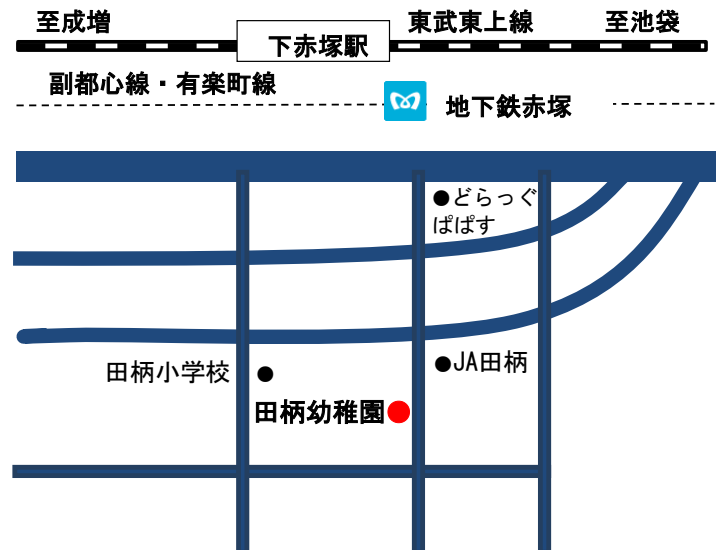 至成増
下赤塚駅
東武東上線
至池袋
副都心線・有楽町線
地下鉄赤塚
●どらっぐ
ぱぱす
田柄小学校 ●
●JA田柄
田柄幼稚園●